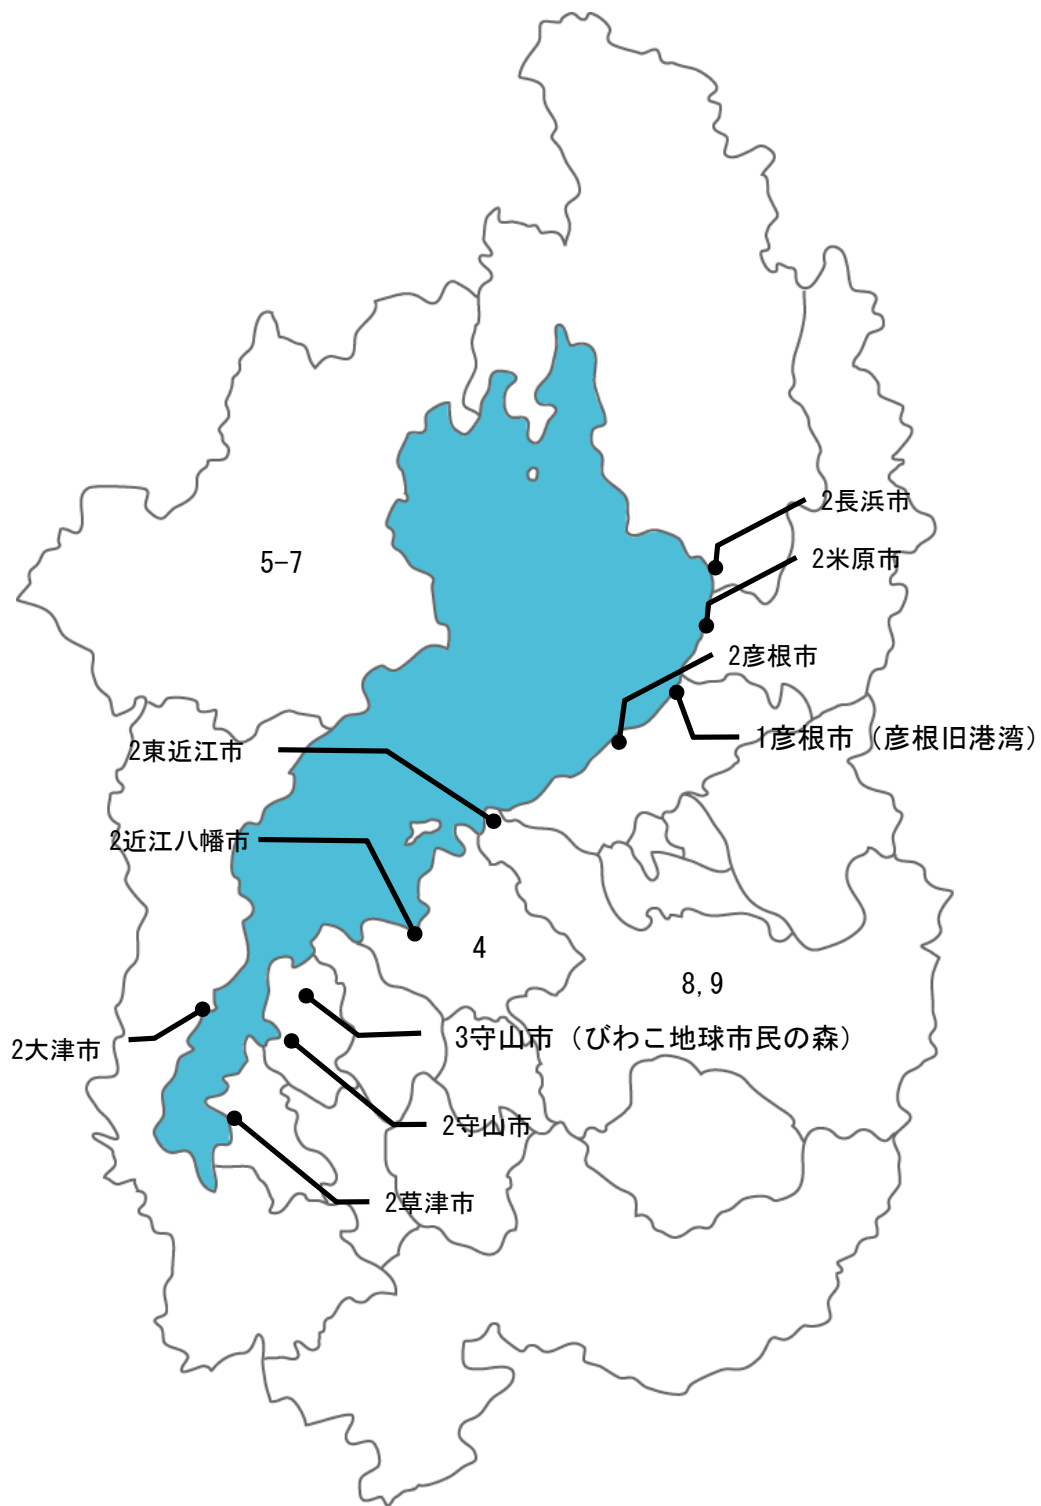 2長浜市
5−7
2米原市
2彦根市
1彦根市（彦根旧港湾）
2東近江市
2近江八幡市
4
8,9
3守山市（びわこ地球市民の森）
2大津市
2守山市
2草津市